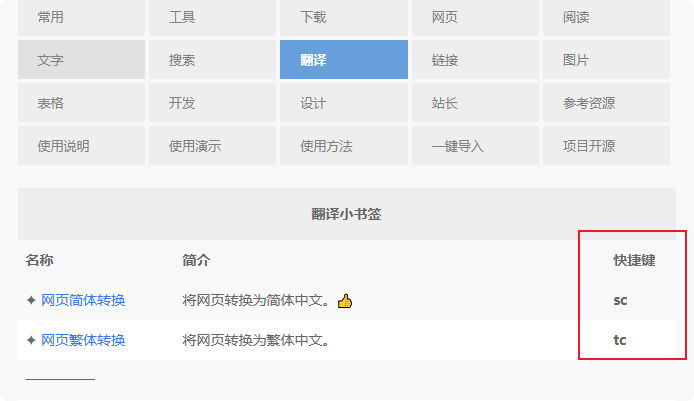 常用 工具 下载 网页 阅读
文字 搜索 翻译 链接 图片
表格 开发 设计 站长 参考资源
使用说明 使用演示 使用方法 一键导入 项目开源
翻译小书签
名称 简介 快捷键
✦ 网页简体转换 将网页转换为简体中文。👍 sc
✦ 网页繁体转换 将网页转换为繁体中文。 tc
——————